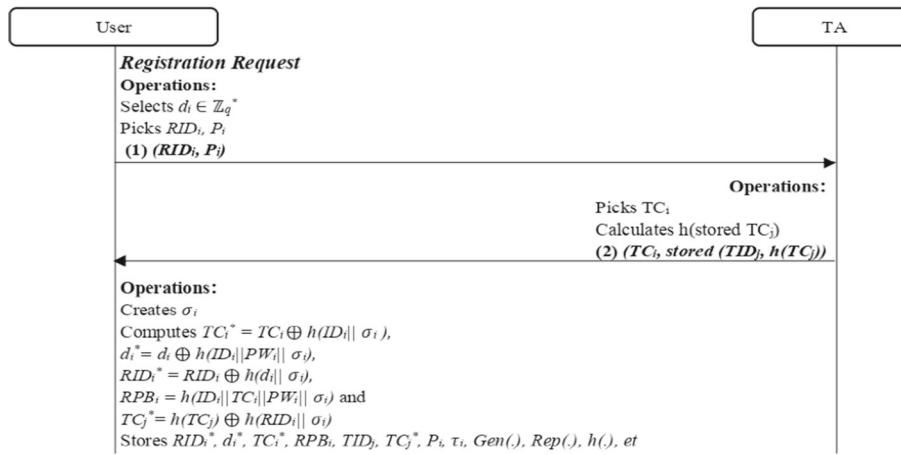 User
TA
Registration Request
Operations:
Selects dᵢ ∈ ℤq*
Picks RIDᵢ, Pᵢ
(1) (RIDᵢ, Pᵢ)
Operations:
Picks TCᵢ
Calculates h(stored TCⱼ)
(2) (TCᵢ, stored (TIDⱼ, h(TCⱼ))
Operations:
Creates σᵢ
Computes TCᵢ* = TCᵢ ⊕ h(IDᵢ|| σᵢ ),
dᵢ*= dᵢ ⊕ h(IDᵢ||PWᵢ|| σᵢ),
RIDᵢ* = RIDᵢ ⊕ h(dᵢ|| σᵢ),
RPBᵢ = h(IDᵢ||TCᵢ||PWᵢ|| σᵢ) and
TCⱼ*= h(TCⱼ) ⊕ h(RIDᵢ|| σᵢ)
Stores RIDᵢ*, dᵢ*, TCᵢ*, RPBᵢ, TIDⱼ, TCⱼ*, Pᵢ, τᵢ, Gen(.), Rep(.), h(.), et